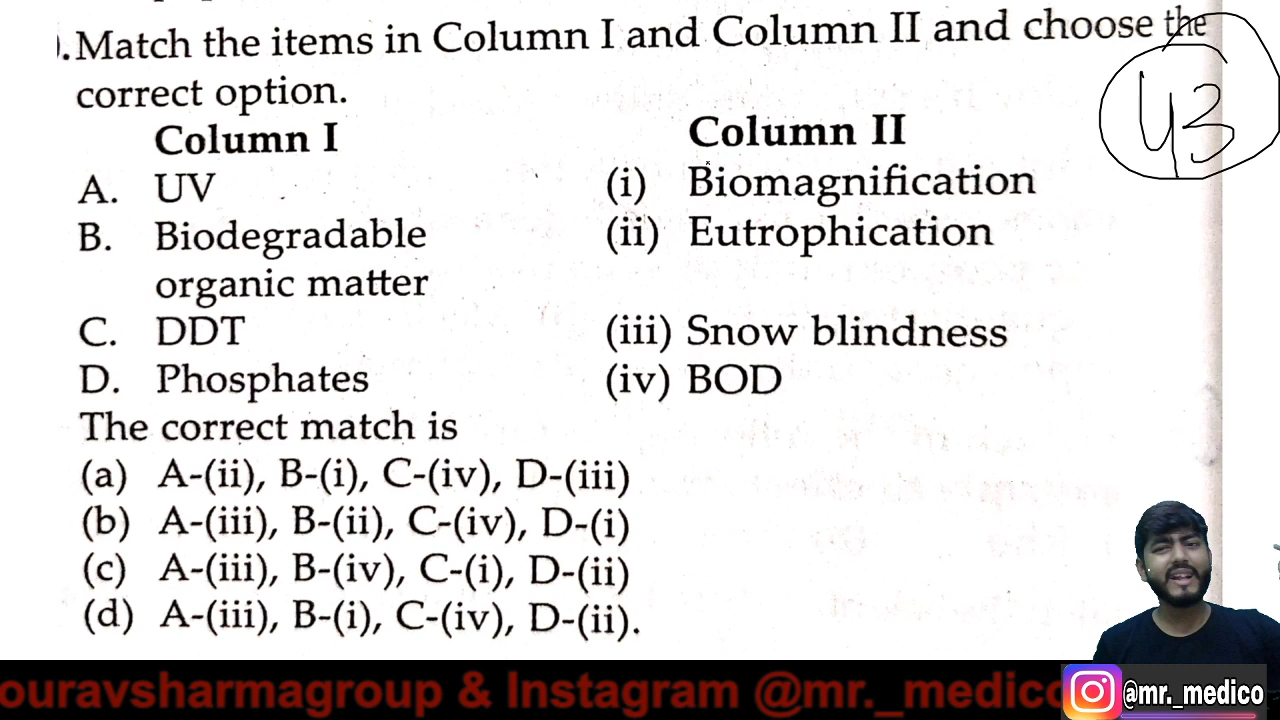 .Match the items in Column I and Column II and choose the
correct option.
Column I Column II
A. UV (i) Biomagnification
B. Biodegradable (ii) Eutrophication
organic matter
C. DDT (iii) Snow blindness
D. Phosphates (iv) BOD
The correct match is
(a) A-(ii), B-(i), C-(iv), D-(iii)
(b) A-(iii), B-(ii), C-(iv), D-(i)
(c) A-(iii), B-(iv), C-(i), D-(ii)
(d) A-(iii), B-(i), C-(iv), D-(ii).
43
ouravsharmagroup & Instagram @mr._medico
@mr._medico